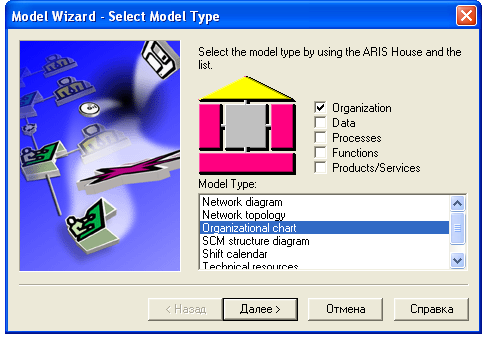 Model Wizard - Select Model Type
Select the model type by using the ARIS House and the
list.
Organization
Data
Processes
Functions
Products/Services
Model Type:
Network diagram
Network topology
Organizational chart
SCM structure diagram
Shift calendar
Technical resources
< Назад
Далее >
Отмена
Справка